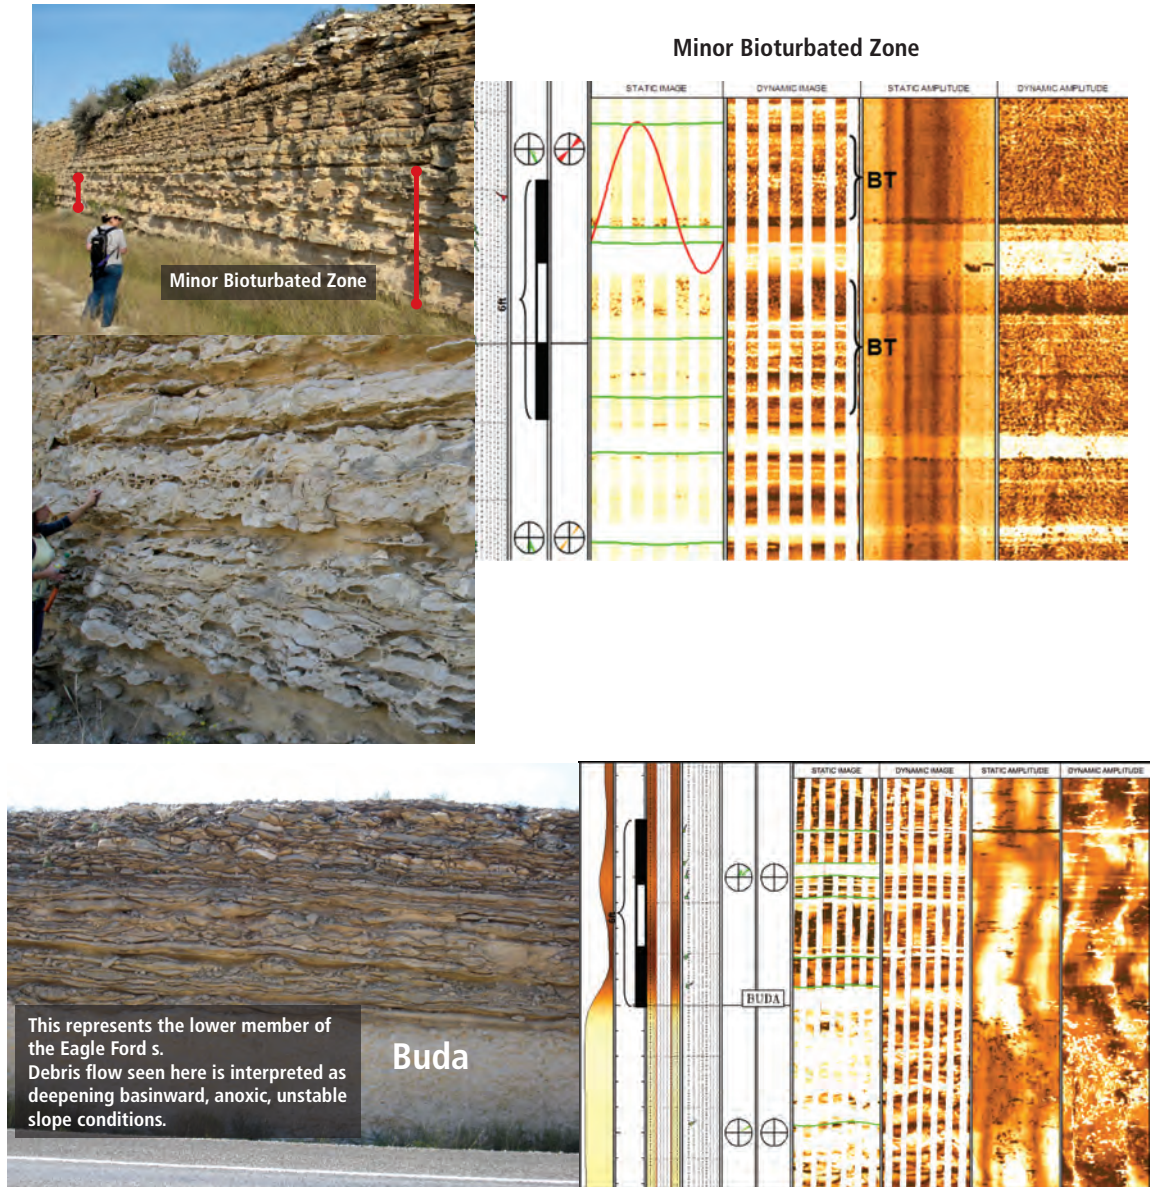 Minor Bioturbated Zone
Minor Bioturbated Zone
STATIC IMAGE
DYNAMIC IMAGE
STATIC AMPLITUDE
DYNAMIC AMPLITUDE
6ft
BT
BT
This represents the lower member of
the Eagle Ford s.
Debris flow seen here is interpreted as
deepening basinward, anoxic, unstable
slope conditions.
Buda
STATIC IMAGE
DYNAMIC IMAGE
STATIC AMPLITUDE
DYNAMIC AMPLITUDE
BUDA